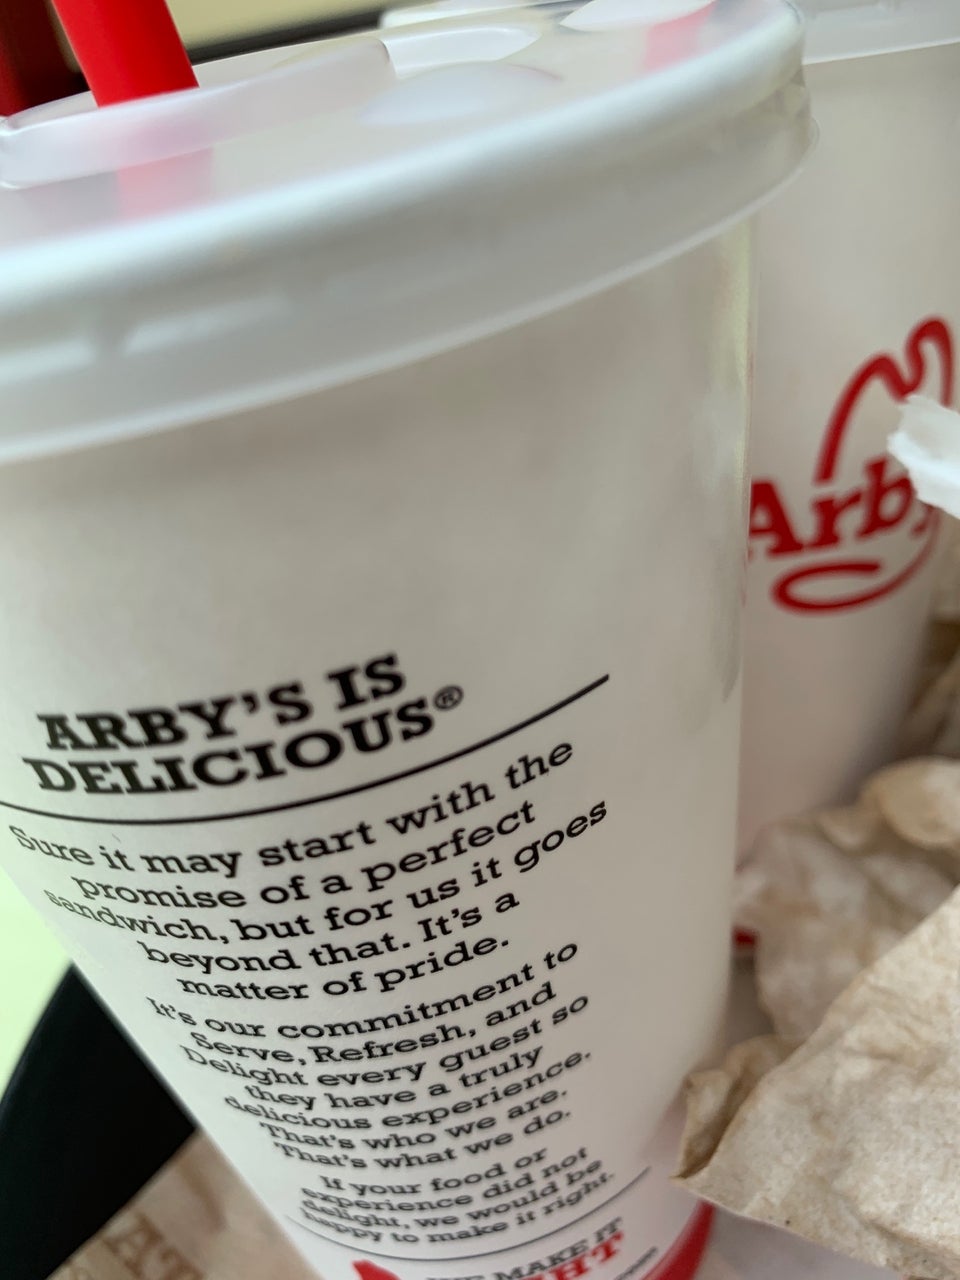 ARBY'S IS
DELICIOUS®
Sure it may start with the
promise of a perfect
sandwich, but for us it goes
beyond that. It's a
matter of pride.
It's our commitment to
Serve, Refresh, and
Delight every guest so
they have a truly
delicious experience.
That's who we are.
That's what we do.
If your food or
experience did not
delight, we would be
happy to make it right.
MAKE IT
Arby